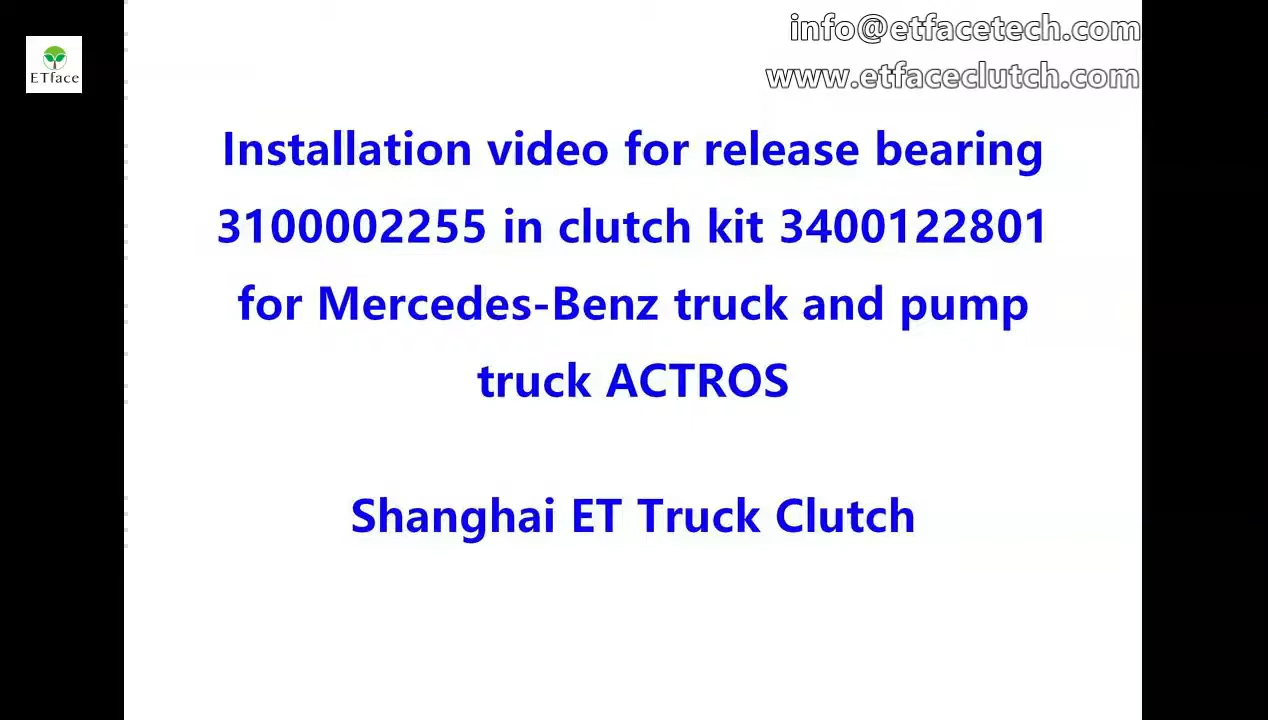 info@etfacetech.com
www.etfaceclutch.com
ETface
Installation video for release bearing
3100002255 in clutch kit 3400122801
for Mercedes-Benz truck and pump
truck ACTROS
Shanghai ET Truck Clutch